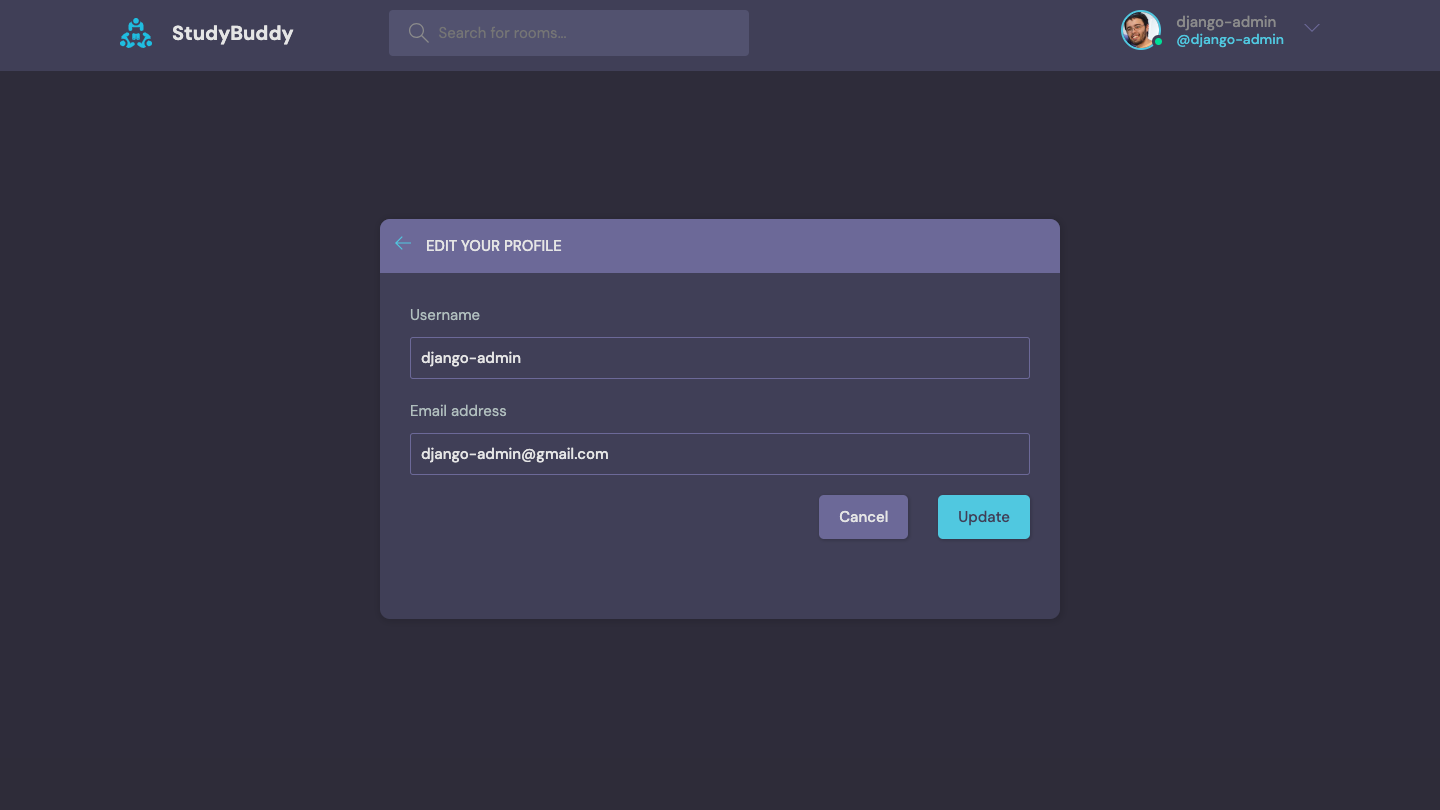 StudyBuddy
Search for rooms...
django-admin
@django-admin
EDIT YOUR PROFILE
Username
django-admin
Email address
django-admin@gmail.com
Cancel
Update